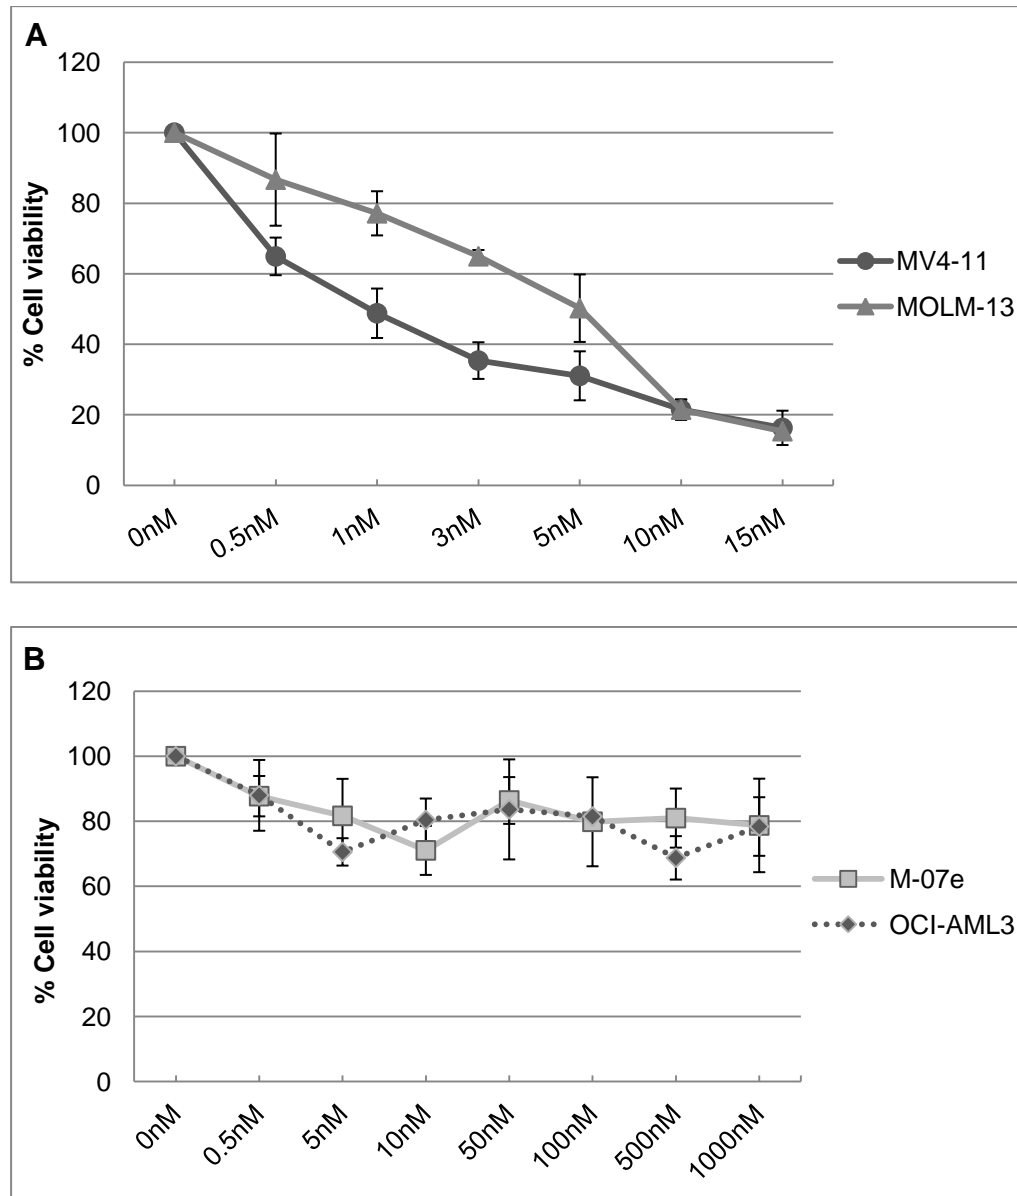 A
120
100
80
60
40
20
0
% Cell viability
0nM
0.5nM
1nM
3nM
5nM
10nM
15nM
MV4-11
MOLM-13
B
120
100
80
60
40
20
0
% Cell viability
0nM
0.5nM
5nM
10nM
50nM
100nM
500nM
1000nM
M-07e
OCI-AML3